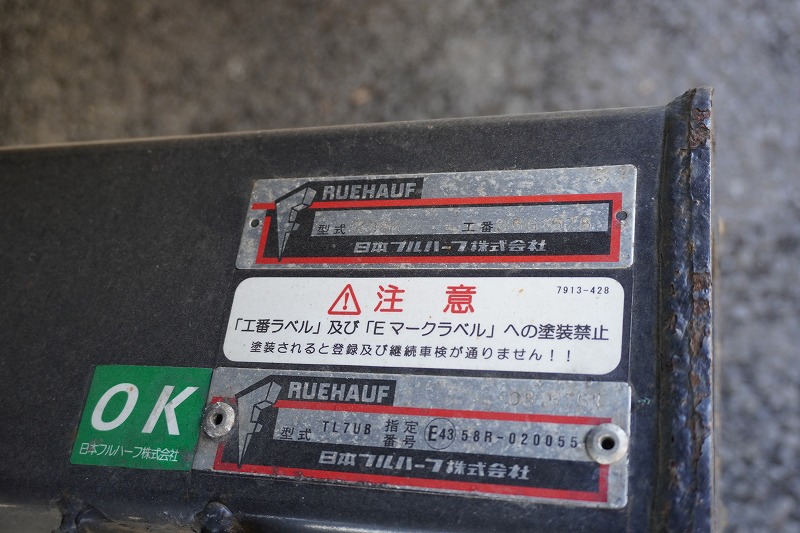 FRUEHAUF
型式 工番
日本フルハーフ株式会社
⚠ 注意 7913-428
「工番ラベル」及び「Eマークラベル」への塗装禁止
塗装されると登録及び継続車検が通りません!!
FRUEHAUF
型式 TL7UB 指定番号 E43 58R-020055
日本フルハーフ株式会社
OK
日本フルハーフ株式会社